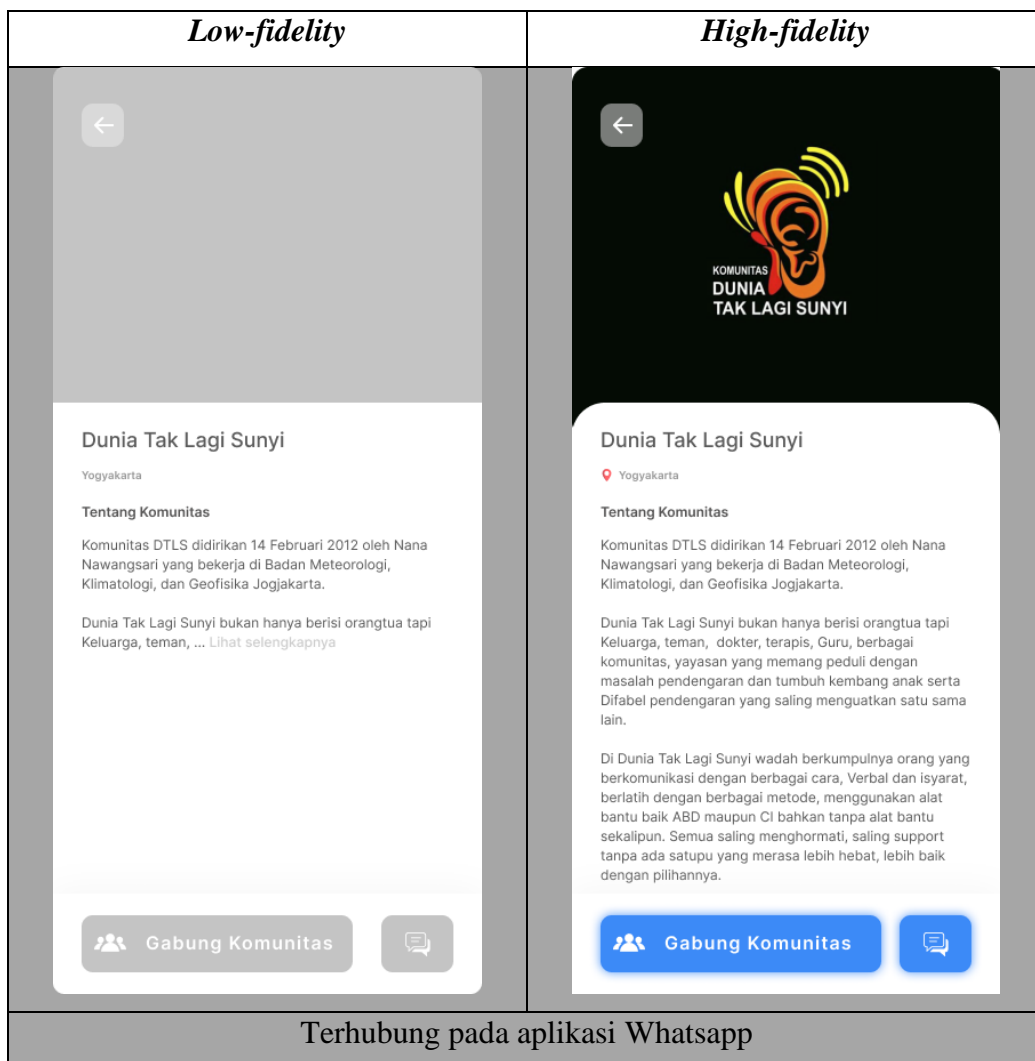 Low-fidelity
High-fidelity
Dunia Tak Lagi Sunyi
Yogyakarta
Tentang Komunitas
Komunitas DTLS didirikan 14 Februari 2012 oleh Nana
Nawangsari yang bekerja di Badan Meteorologi,
Klimatologi, dan Geofisika Jogjakarta.
Dunia Tak Lagi Sunyi bukan hanya berisi orangtua tapi
Keluarga, teman, ... Lihat selengkapnya
Gabung Komunitas
KOMUNITAS
DUNIA
TAK LAGI SUNYI
Dunia Tak Lagi Sunyi
Yogyakarta
Tentang Komunitas
Komunitas DTLS didirikan 14 Februari 2012 oleh Nana
Nawangsari yang bekerja di Badan Meteorologi,
Klimatologi, dan Geofisika Jogjakarta.
Dunia Tak Lagi Sunyi bukan hanya berisi orangtua tapi
Keluarga, teman, dokter, terapis, Guru, berbagai
komunitas, yayasan yang memang peduli dengan
masalah pendengaran dan tumbuh kembang anak serta
Difabel pendengaran yang saling menguatkan satu sama
lain.
Di Dunia Tak Lagi Sunyi wadah berkumpulnya orang yang
berkomunikasi dengan berbagai cara, Verbal dan isyarat,
berlatih dengan berbagai metode, menggunakan alat
bantu baik ABD maupun CI bahkan tanpa alat bantu
sekalipun. Semua saling menghormati, saling support
tanpa ada satupu yang merasa lebih hebat, lebih baik
dengan pilihannya.
Gabung Komunitas
Terhubung pada aplikasi Whatsapp